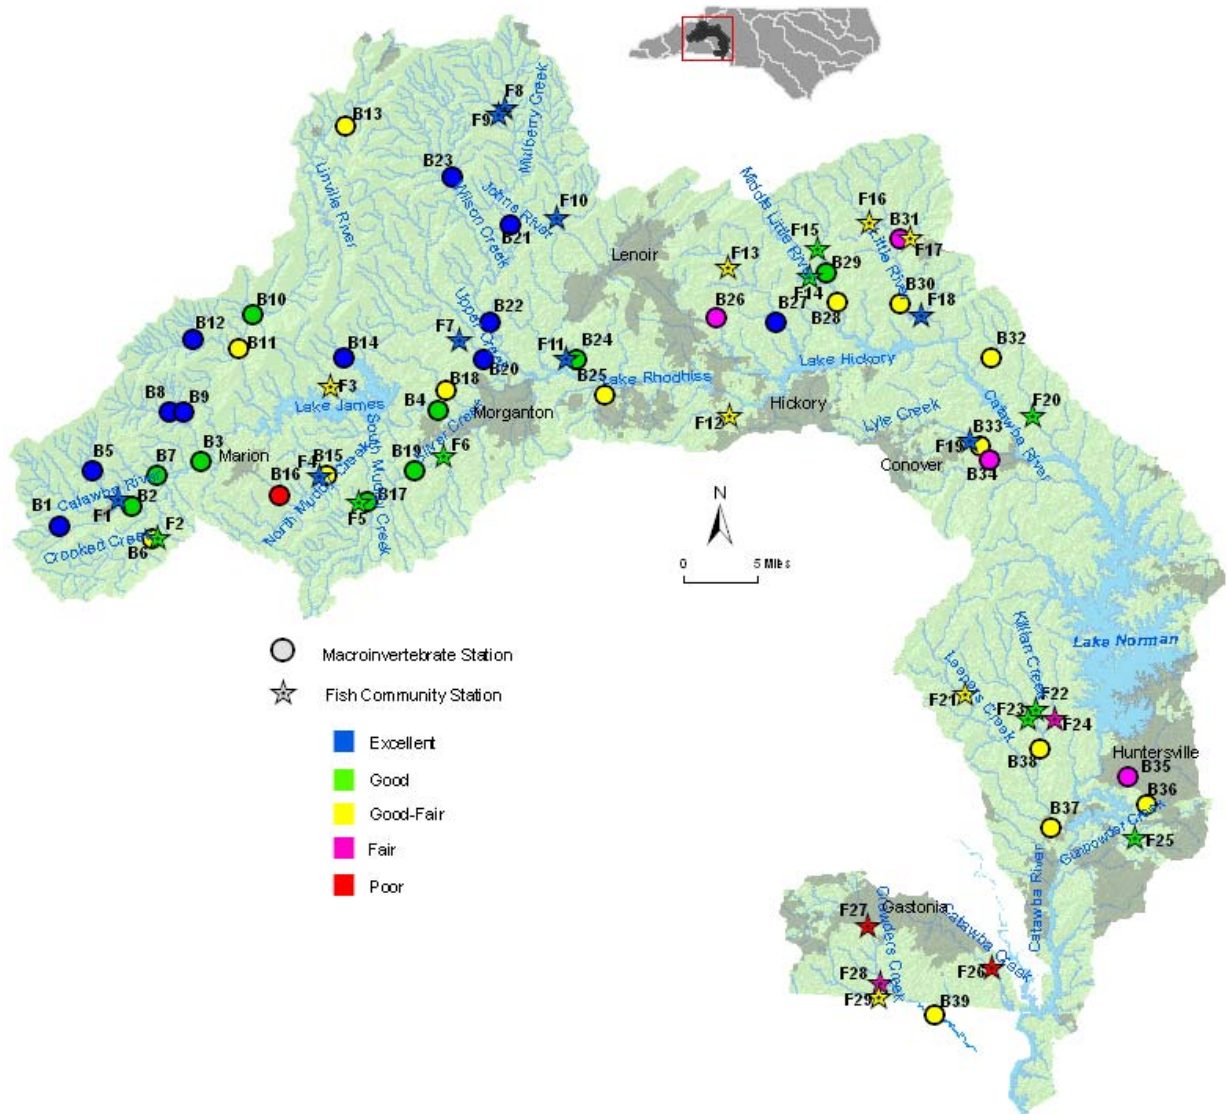 F8
B13
F9
Mulberry Creek
B23
Linville River
Wilson Creek
Johns River
F10
B21
Middle Little River
F16
B31
F15
F17
Lenoir
F13
Little River
B29
F14
B30
B10
B26
B27
B28
F18
B12
B11
Upper Creek
B22
F7
B14
F11
B24
B32
B20
Lake Hickory
F3
B25
Lake Rhodhiss
B18
B8
B9
Lake James
B4
Morganton
Hickory
F12
Lyle Creek
Catawba River
F20
B3
Marion
South Muddy Creek
F6
B33
F19
B5
B7
B15
F4
B19
Conover
B34
B16
Catawba River
B1
F1
B2
North Muddy Creek
F5
B17
N
Crooked Creek
F2
B6
0 5 Miles
Macroinvertebrate Station
Fish Community Station
Excellent
Good
Good-Fair
Fair
Poor
Killian Creek
Lake Norman
Leepers Creek
F21
F22
F23
F24
B38
Huntersville
B35
B36
B37
Gunpowder Creek
F25
Catawba River
F27
Gastonia
Crowders Creek
Catawba Creek
F26
F28
F29
B39